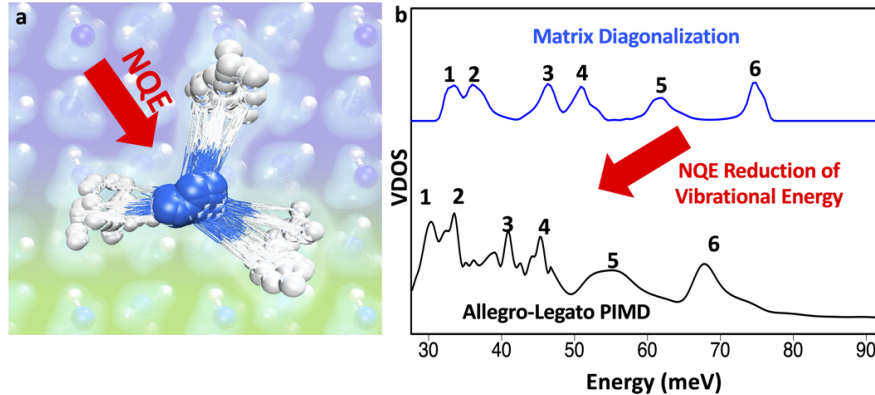 a
NQE
b
Matrix Diagonalization
1 2 3 4 5 6
NQE Reduction of
Vibrational Energy
VDOS
1 2 3 4 5 6
Allegro-Legato PIMD
30 40 50 60 70 80 90
Energy (meV)